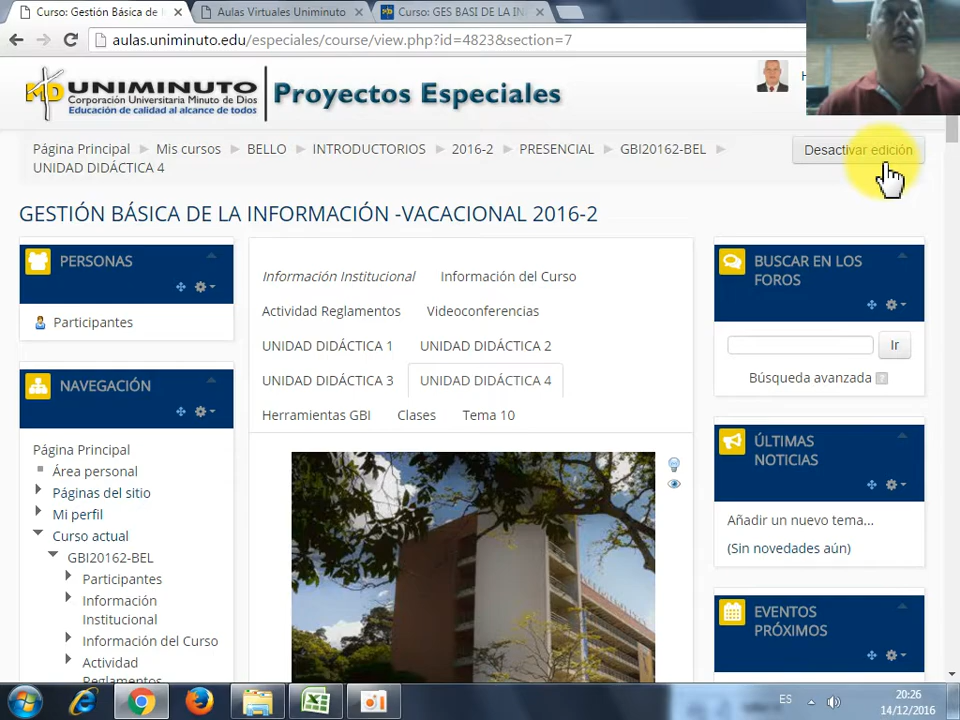 Curso: Gestión Básica de
Aulas Virtuales Uniminuto
Curso: GES BASI DE LA IN
aulas.uniminuto.edu/especiales/course/view.php?id=4823&section=7
UNIMINUTO
Corporación Universitaria Minuto de Dios
Educación de calidad al alcance de todos
Proyectos Especiales
Página Principal
Mis cursos
BELLO
INTRODUCTORIOS
2016-2
PRESENCIAL
GBI20162-BEL
UNIDAD DIDÁCTICA 4
Desactivar edición
GESTIÓN BÁSICA DE LA INFORMACIÓN -VACACIONAL 2016-2
PERSONAS
Participantes
NAVEGACIÓN
Página Principal
Área personal
Páginas del sitio
Mi perfil
Curso actual
GBI20162-BEL
Participantes
Información
Institucional
Información del Curso
Actividad
Reglamentos
Información Institucional
Información del Curso
Actividad Reglamentos
Videoconferencias
UNIDAD DIDÁCTICA 1
UNIDAD DIDÁCTICA 2
UNIDAD DIDÁCTICA 3
UNIDAD DIDÁCTICA 4
Herramientas GBI
Clases
Tema 10
BUSCAR EN LOS
FOROS
Ir
Búsqueda avanzada
ÚLTIMAS
NOTICIAS
Añadir un nuevo tema...
(Sin novedades aún)
EVENTOS
PRÓXIMOS
ES
20:26
14/12/2016